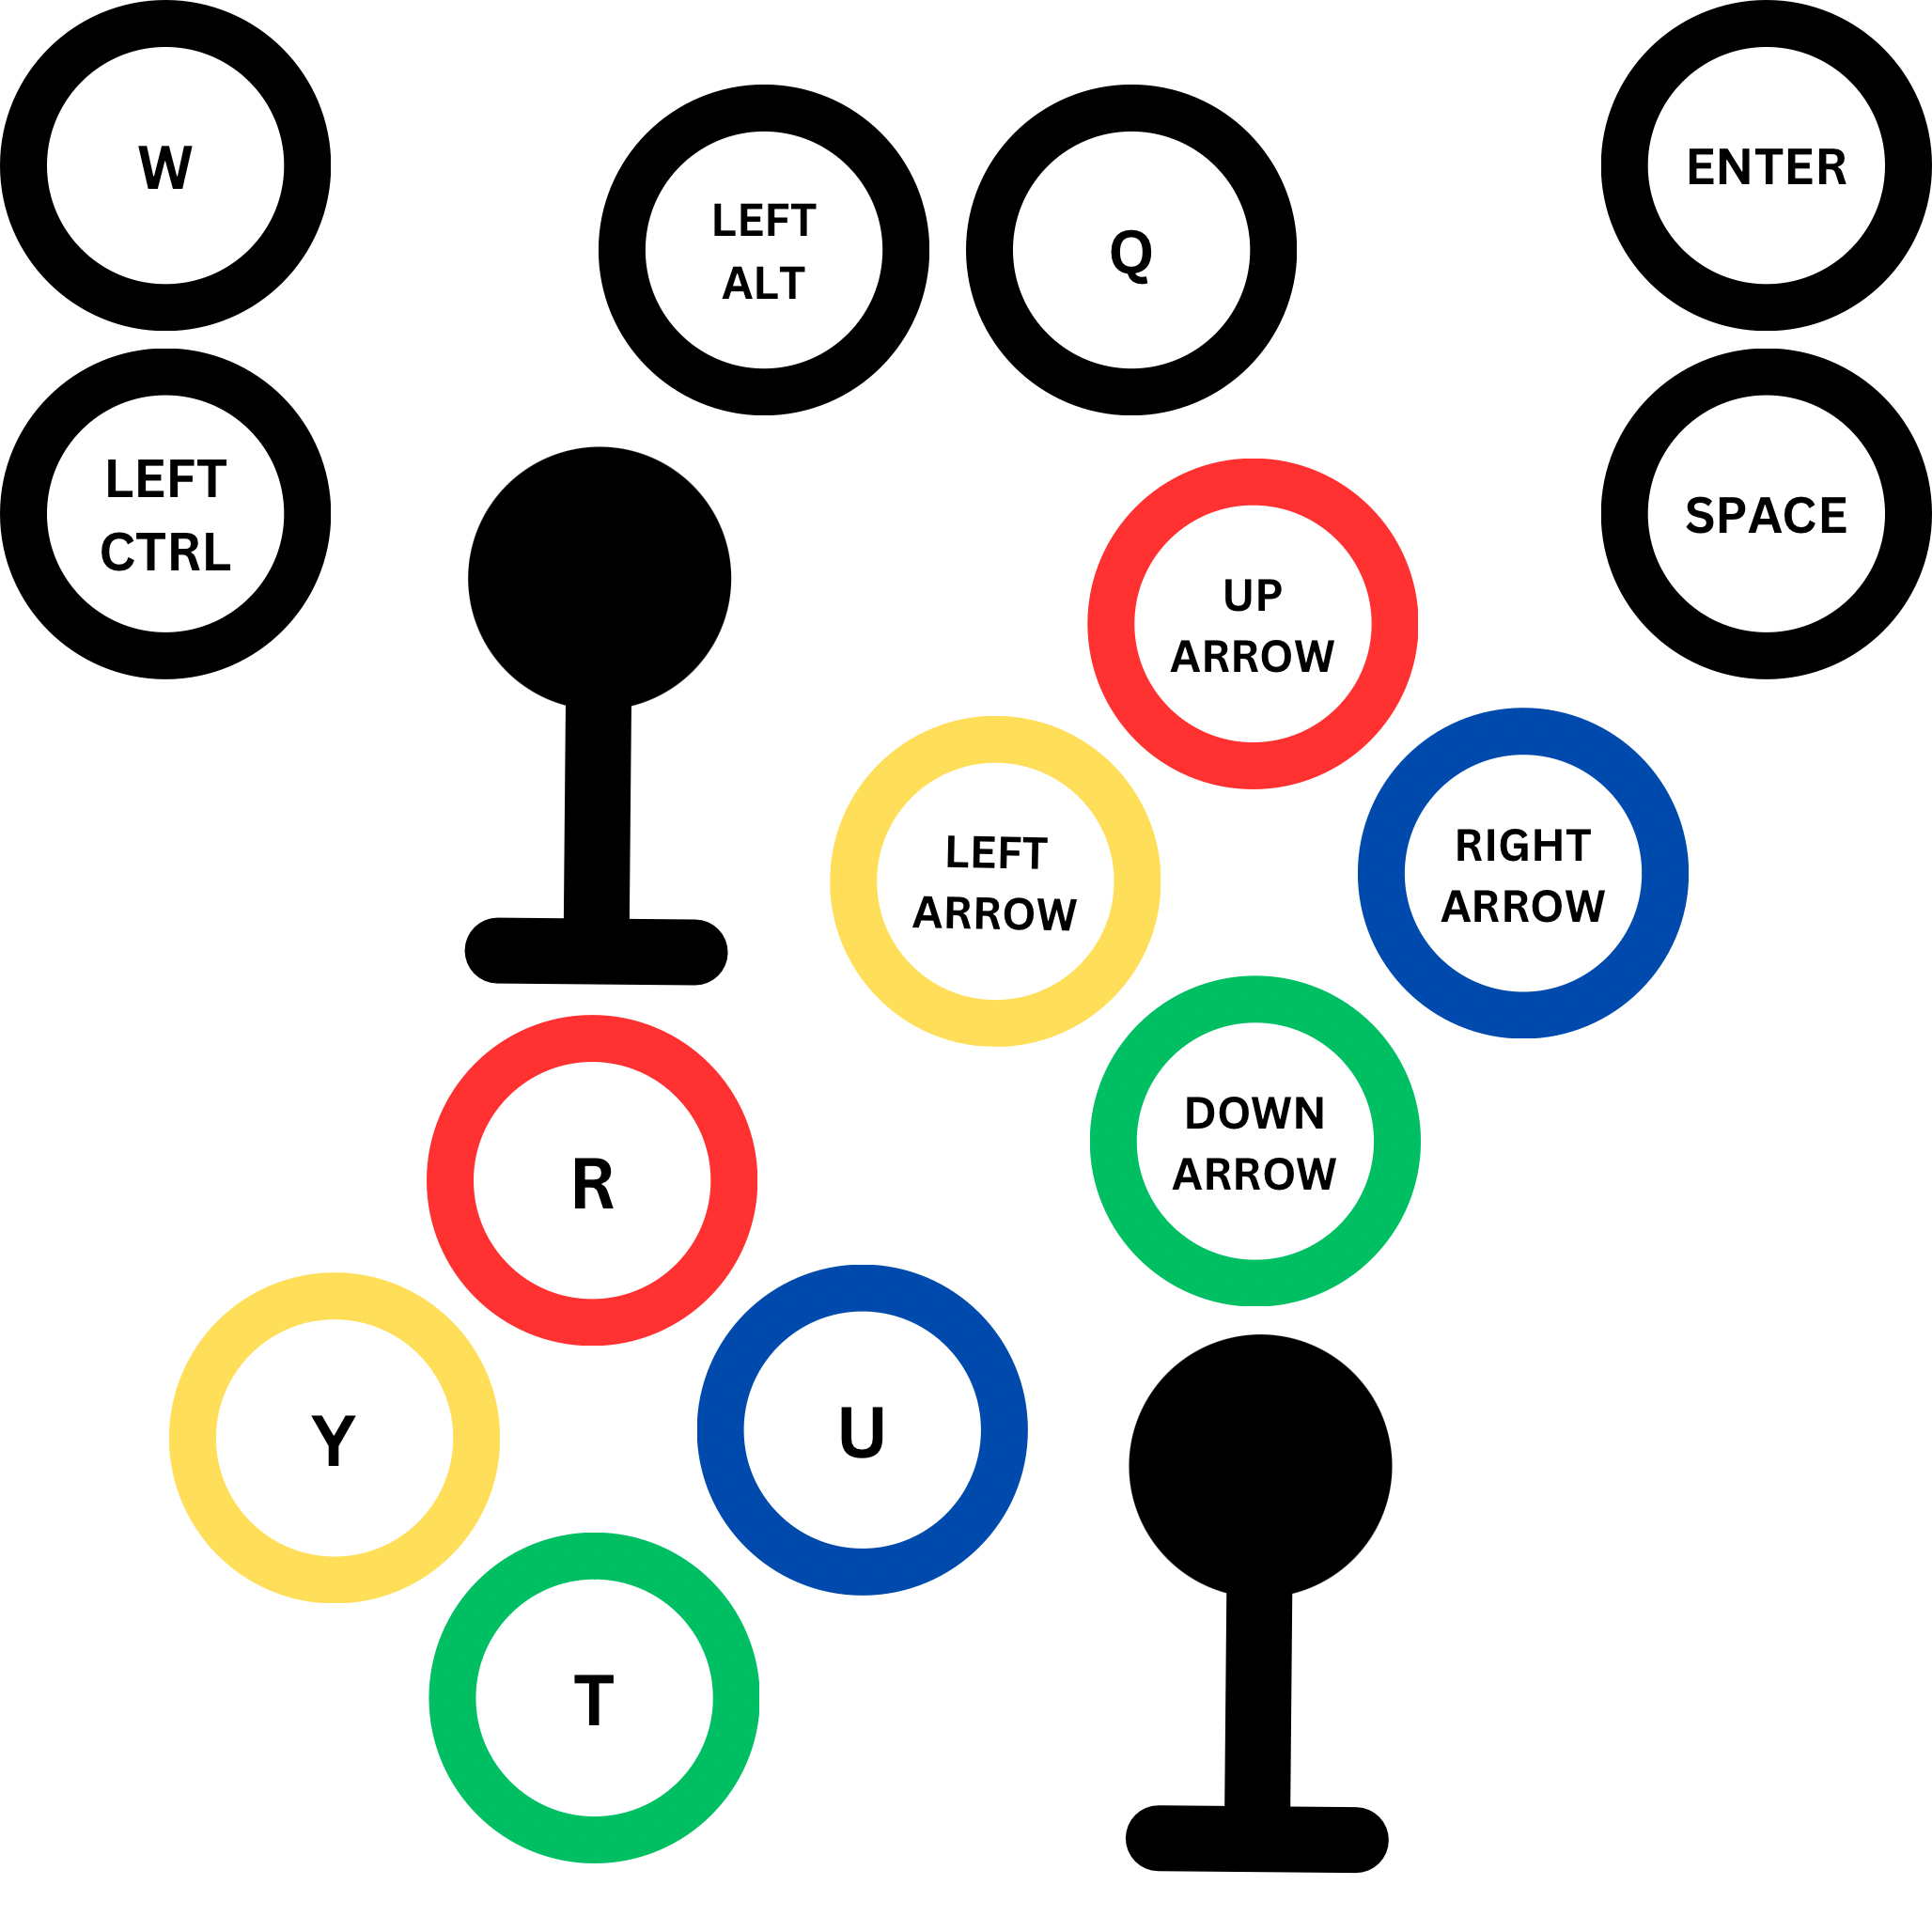 W
LEFT
ALT
Q
ENTER
LEFT
CTRL
SPACE
UP
ARROW
LEFT
ARROW
RIGHT
ARROW
DOWN
ARROW
R
Y
U
T